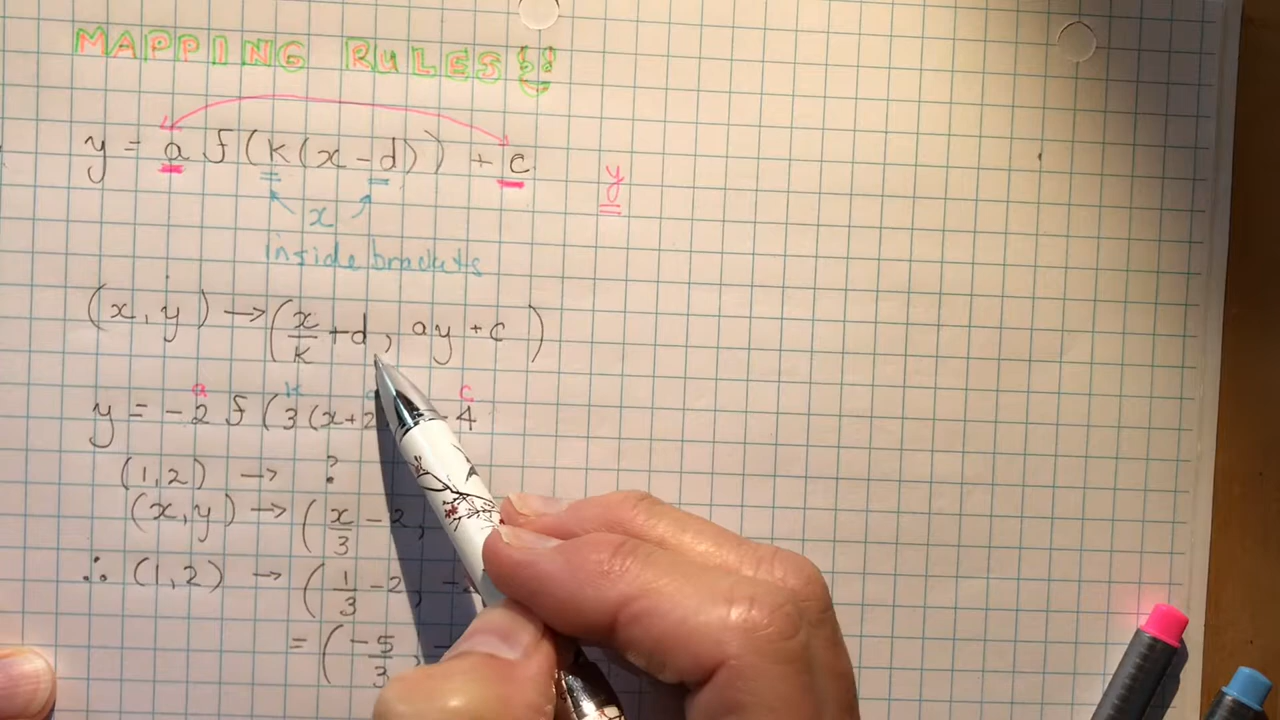 MAPPING RULES!!
y = a f (k(x-d)) + c
y
x
inside brackets
(x, y) → (x/k + d, ay + c)
a k c
y = -2 f (3(x+2 - 4
(1,2) → ?
(x,y) → (x/3 - 2,
∴ (1,2) → (1/3 - 2, -2
= (-5/3,